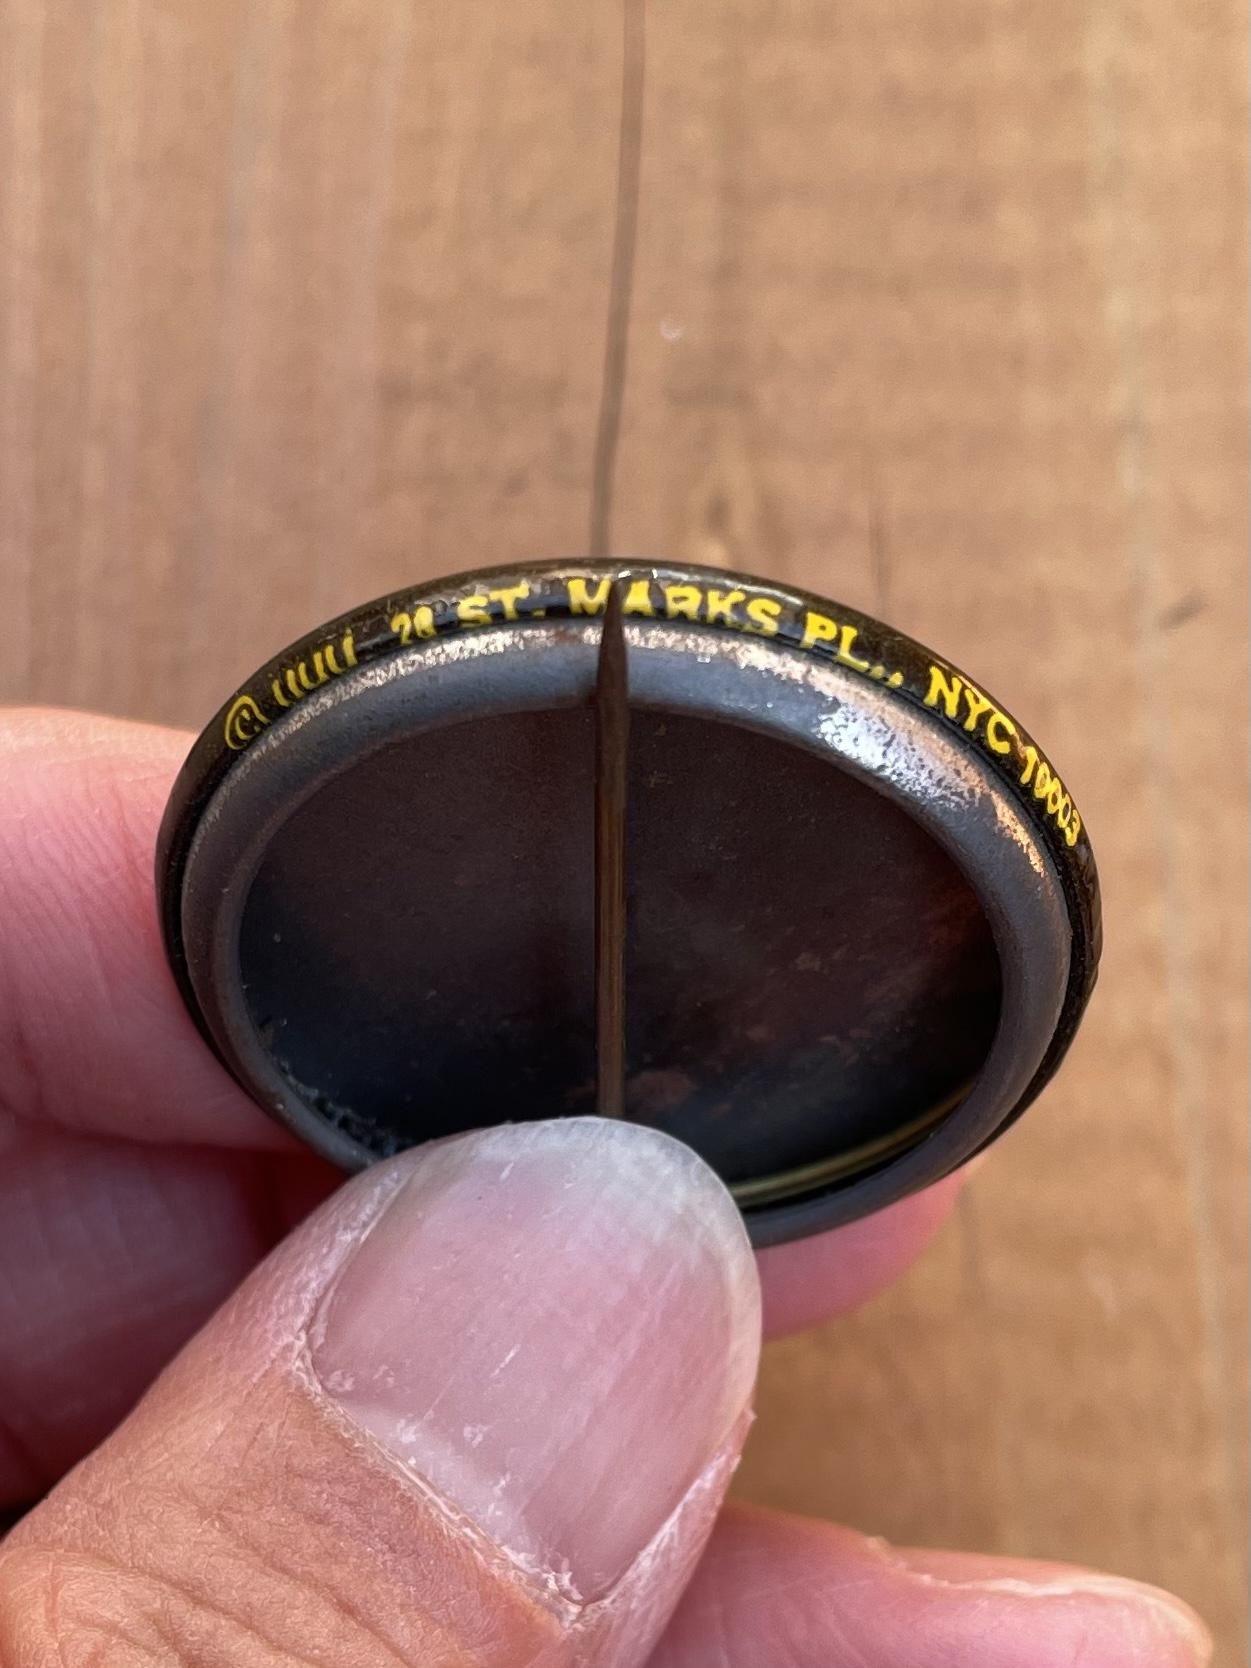 © 28 ST. MARKS PL., NYC 10003